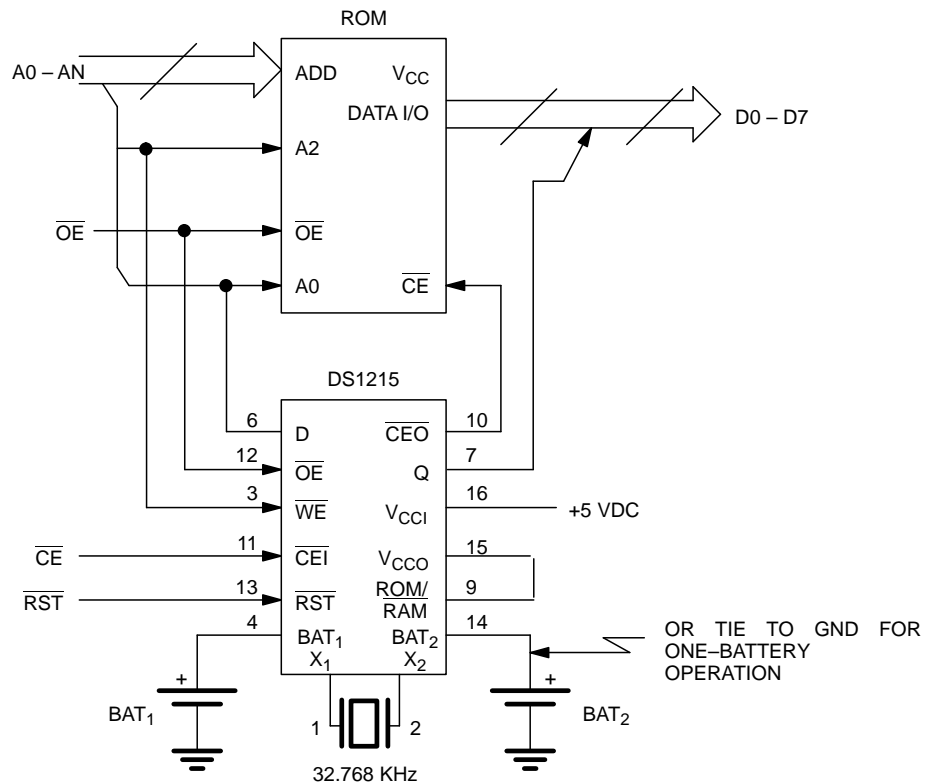 ROM
A0 – AN
ADD
VCC
DATA I/O
D0 – D7
A2
OE
OE
A0
CE
DS1215
6
D
CEO
10
12
OE
Q
7
3
WE
VCCI
16
+5 VDC
CE
11
CEI
VCCO
15
RST
13
RST
ROM/
RAM
9
4
BAT1
BAT2
14
X1
X2
OR TIE TO GND FOR
ONE–BATTERY
OPERATION
+
BAT1
+
BAT2
1
2
32.768 KHz